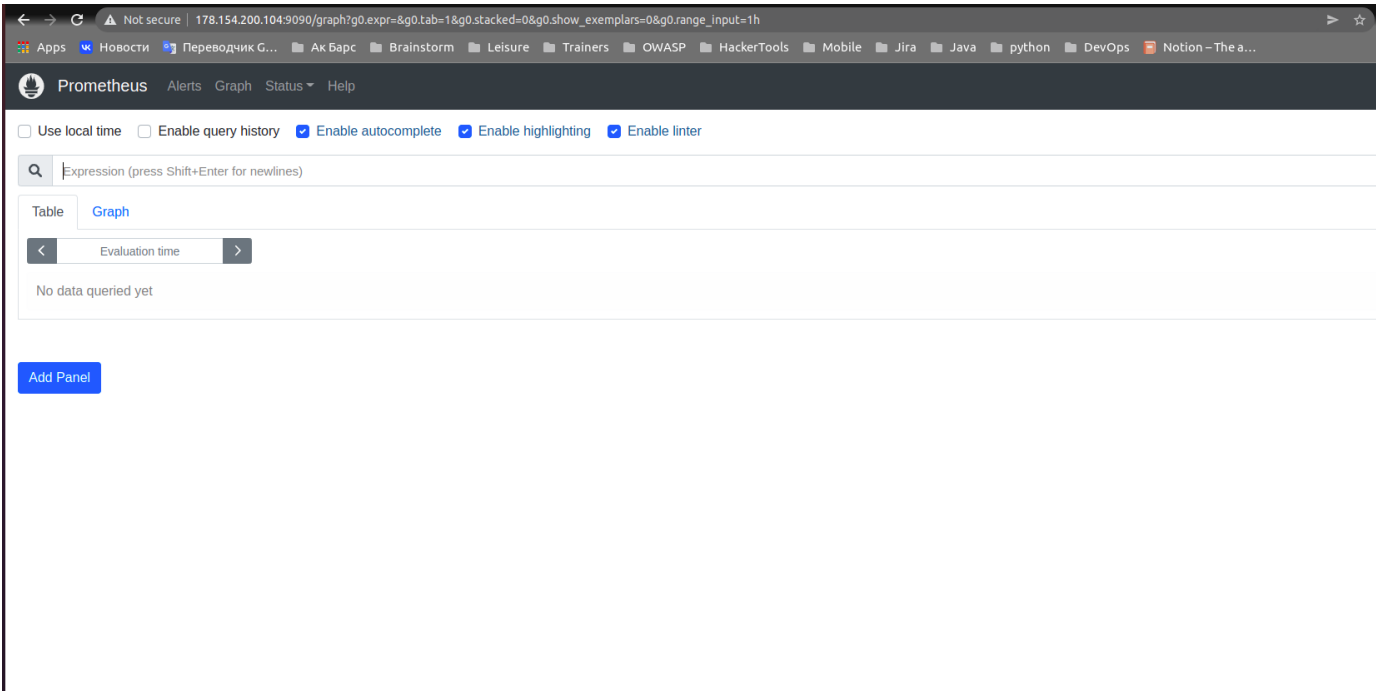 Not secure | 178.154.200.104:9090/graph?g0.expr=&g0.tab=1&g0.stacked=0&g0.show_exemplars=0&g0.range_input=1h
Apps Новости Переводчик G... Ак Барс Brainstorm Leisure Trainers OWASP HackerTools Mobile Jira Java python DevOps Notion – The a...
Prometheus Alerts Graph Status Help
Use local time Enable query history Enable autocomplete Enable highlighting Enable linter
Expression (press Shift+Enter for newlines)
Table Graph
Evaluation time
No data queried yet
Add Panel